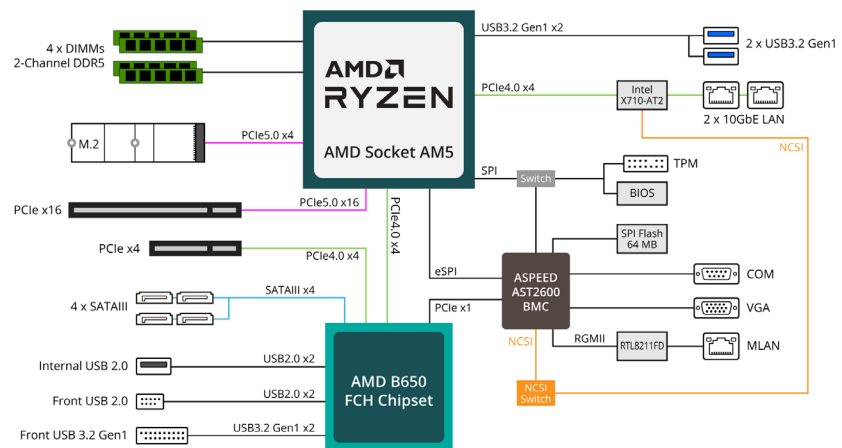 USB3.2 Gen1 x2
4 x DIMMs
2-Channel DDR5
2 x USB3.2 Gen1
AMD
RYZEN
AMD Socket AM5
PCIe4.0 x4
Intel
X710-AT2
2 x 10GbE LAN
M.2
PCIe5.0 x4
NCSI
SPI
Switch
TPM
BIOS
PCIe x16
PCIe5.0 x16
PCIe4.0 x4
SPI Flash
64 MB
PCIe x4
PCIe4.0 x4
eSPI
ASPEED
AST2600
BMC
COM
4 x SATAIII
SATAIII x4
PCIe x1
VGA
NCSI
RGMII
RTL8211FD
MLAN
Internal USB 2.0
USB2.0 x2
AMD B650
FCH Chipset
NCSI
Switch
Front USB 2.0
USB2.0 x2
Front USB 3.2 Gen1
USB3.2 Gen1 x2